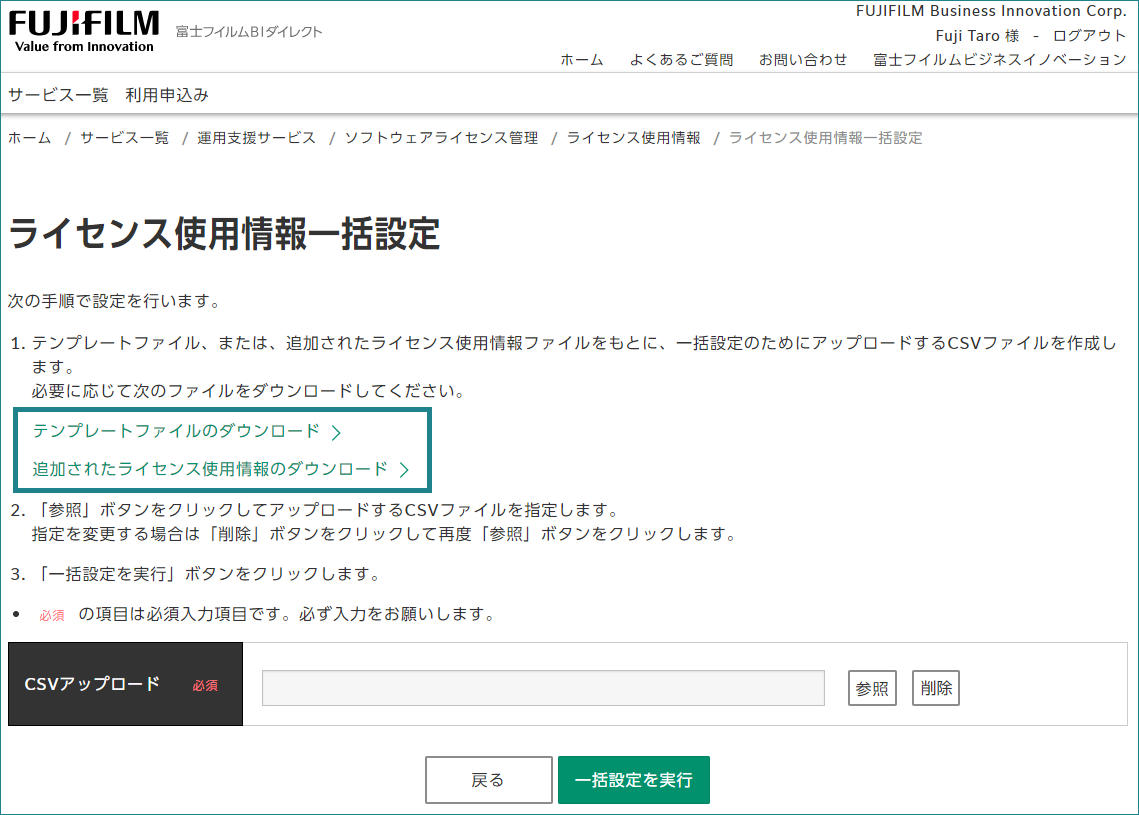 FUJIFILM
Value from Innovation
富士フイルムBIダイレクト
FUJIFILM Business Innovation Corp.
Fuji Taro 様 - ログアウト
ホーム よくあるご質問 お問い合わせ 富士フイルムビジネスイノベーション
サービス一覧 利用申込み
ホーム / サービス一覧 / 運用支援サービス / ソフトウェアライセンス管理 / ライセンス使用情報 / ライセンス使用情報一括設定
ライセンス使用情報一括設定
次の手順で設定を行います。
1. テンプレートファイル、または、追加されたライセンス使用情報ファイルをもとに、一括設定のためにアップロードするCSVファイルを作成し
ます。
必要に応じて次のファイルをダウンロードしてください。
テンプレートファイルのダウンロード
追加されたライセンス使用情報のダウンロード
2. 「参照」ボタンをクリックしてアップロードするCSVファイルを指定します。
指定を変更する場合は「削除」ボタンをクリックして再度「参照」ボタンをクリックします。
3. 「一括設定を実行」ボタンをクリックします。
• 必須 の項目は必須入力項目です。必ず入力をお願いします。
CSVアップロード 必須 参照 削除
戻る 一括設定を実行